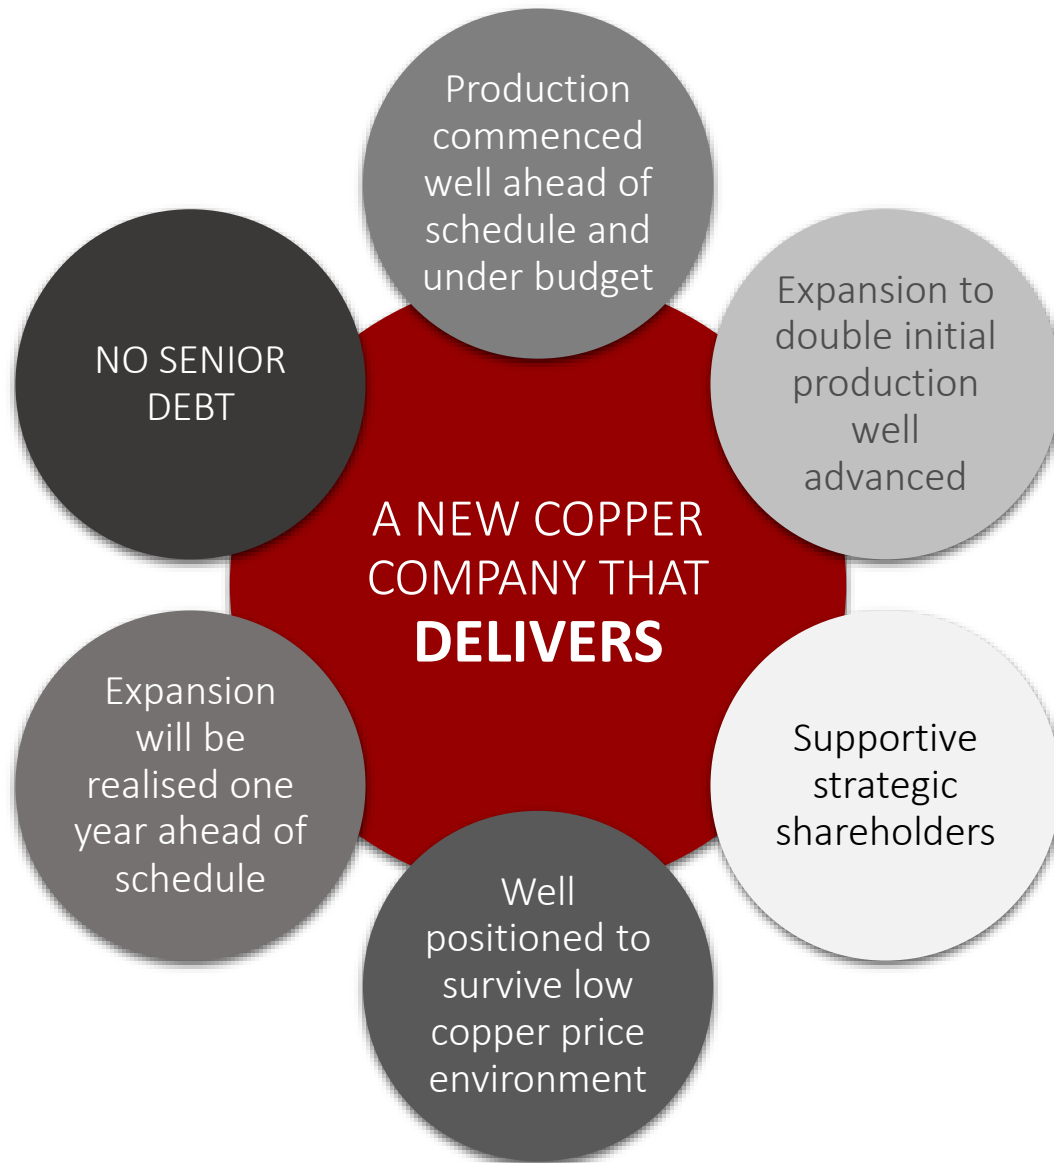 Production
commenced
well ahead of
schedule and
under budget
Expansion to
double initial
production
well
advanced
NO SENIOR
DEBT
A NEW COPPER
COMPANY THAT
DELIVERS
Supportive
strategic
shareholders
Expansion
will be
realised one
year ahead of
schedule
Well
positioned to
survive low
copper price
environment